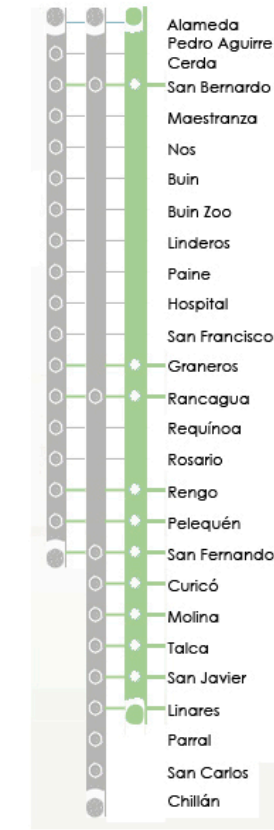 Alameda
Pedro Aguirre
Cerda
San Bernardo
Maestranza
Nos
Buin
Buin Zoo
Linderos
Paine
Hospital
San Francisco
Graneros
Rancagua
Requínoa
Rosario
Rengo
Pelequén
San Fernando
Curicó
Molina
Talca
San Javier
Linares
Parral
San Carlos
Chillán